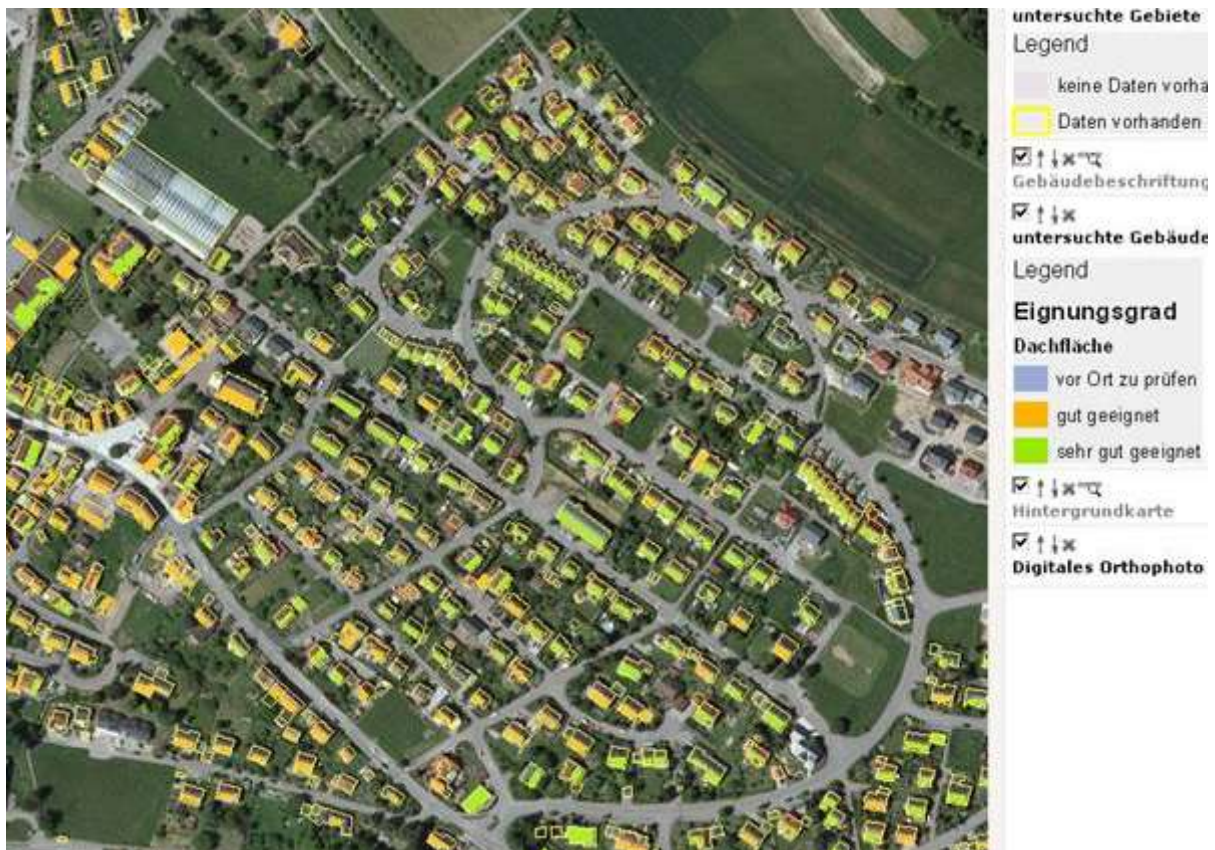 untersuchte Gebiete
Legend
keine Daten vorha
Daten vorhanden
Gebäudebeschriftung
untersuchte Gebäude
Legend
Eignungsgrad
Dachfläche
vor Ort zu prüfen
gut geeignet
sehr gut geeignet
Hintergrundkarte
Digitales Orthophoto